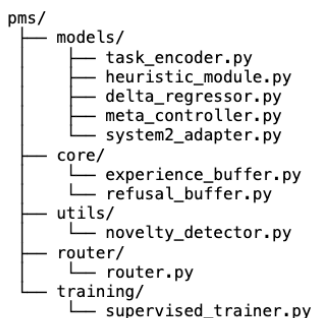 pms/
├── models/
│   ├── task_encoder.py
│   ├── heuristic_module.py
│   ├── delta_regressor.py
│   ├── meta_controller.py
│   └── system2_adapter.py
├── core/
│   ├── experience_buffer.py
│   └── refusal_buffer.py
├── utils/
│   └── novelty_detector.py
├── router/
│   └── router.py
└── training/
    └── supervised_trainer.py